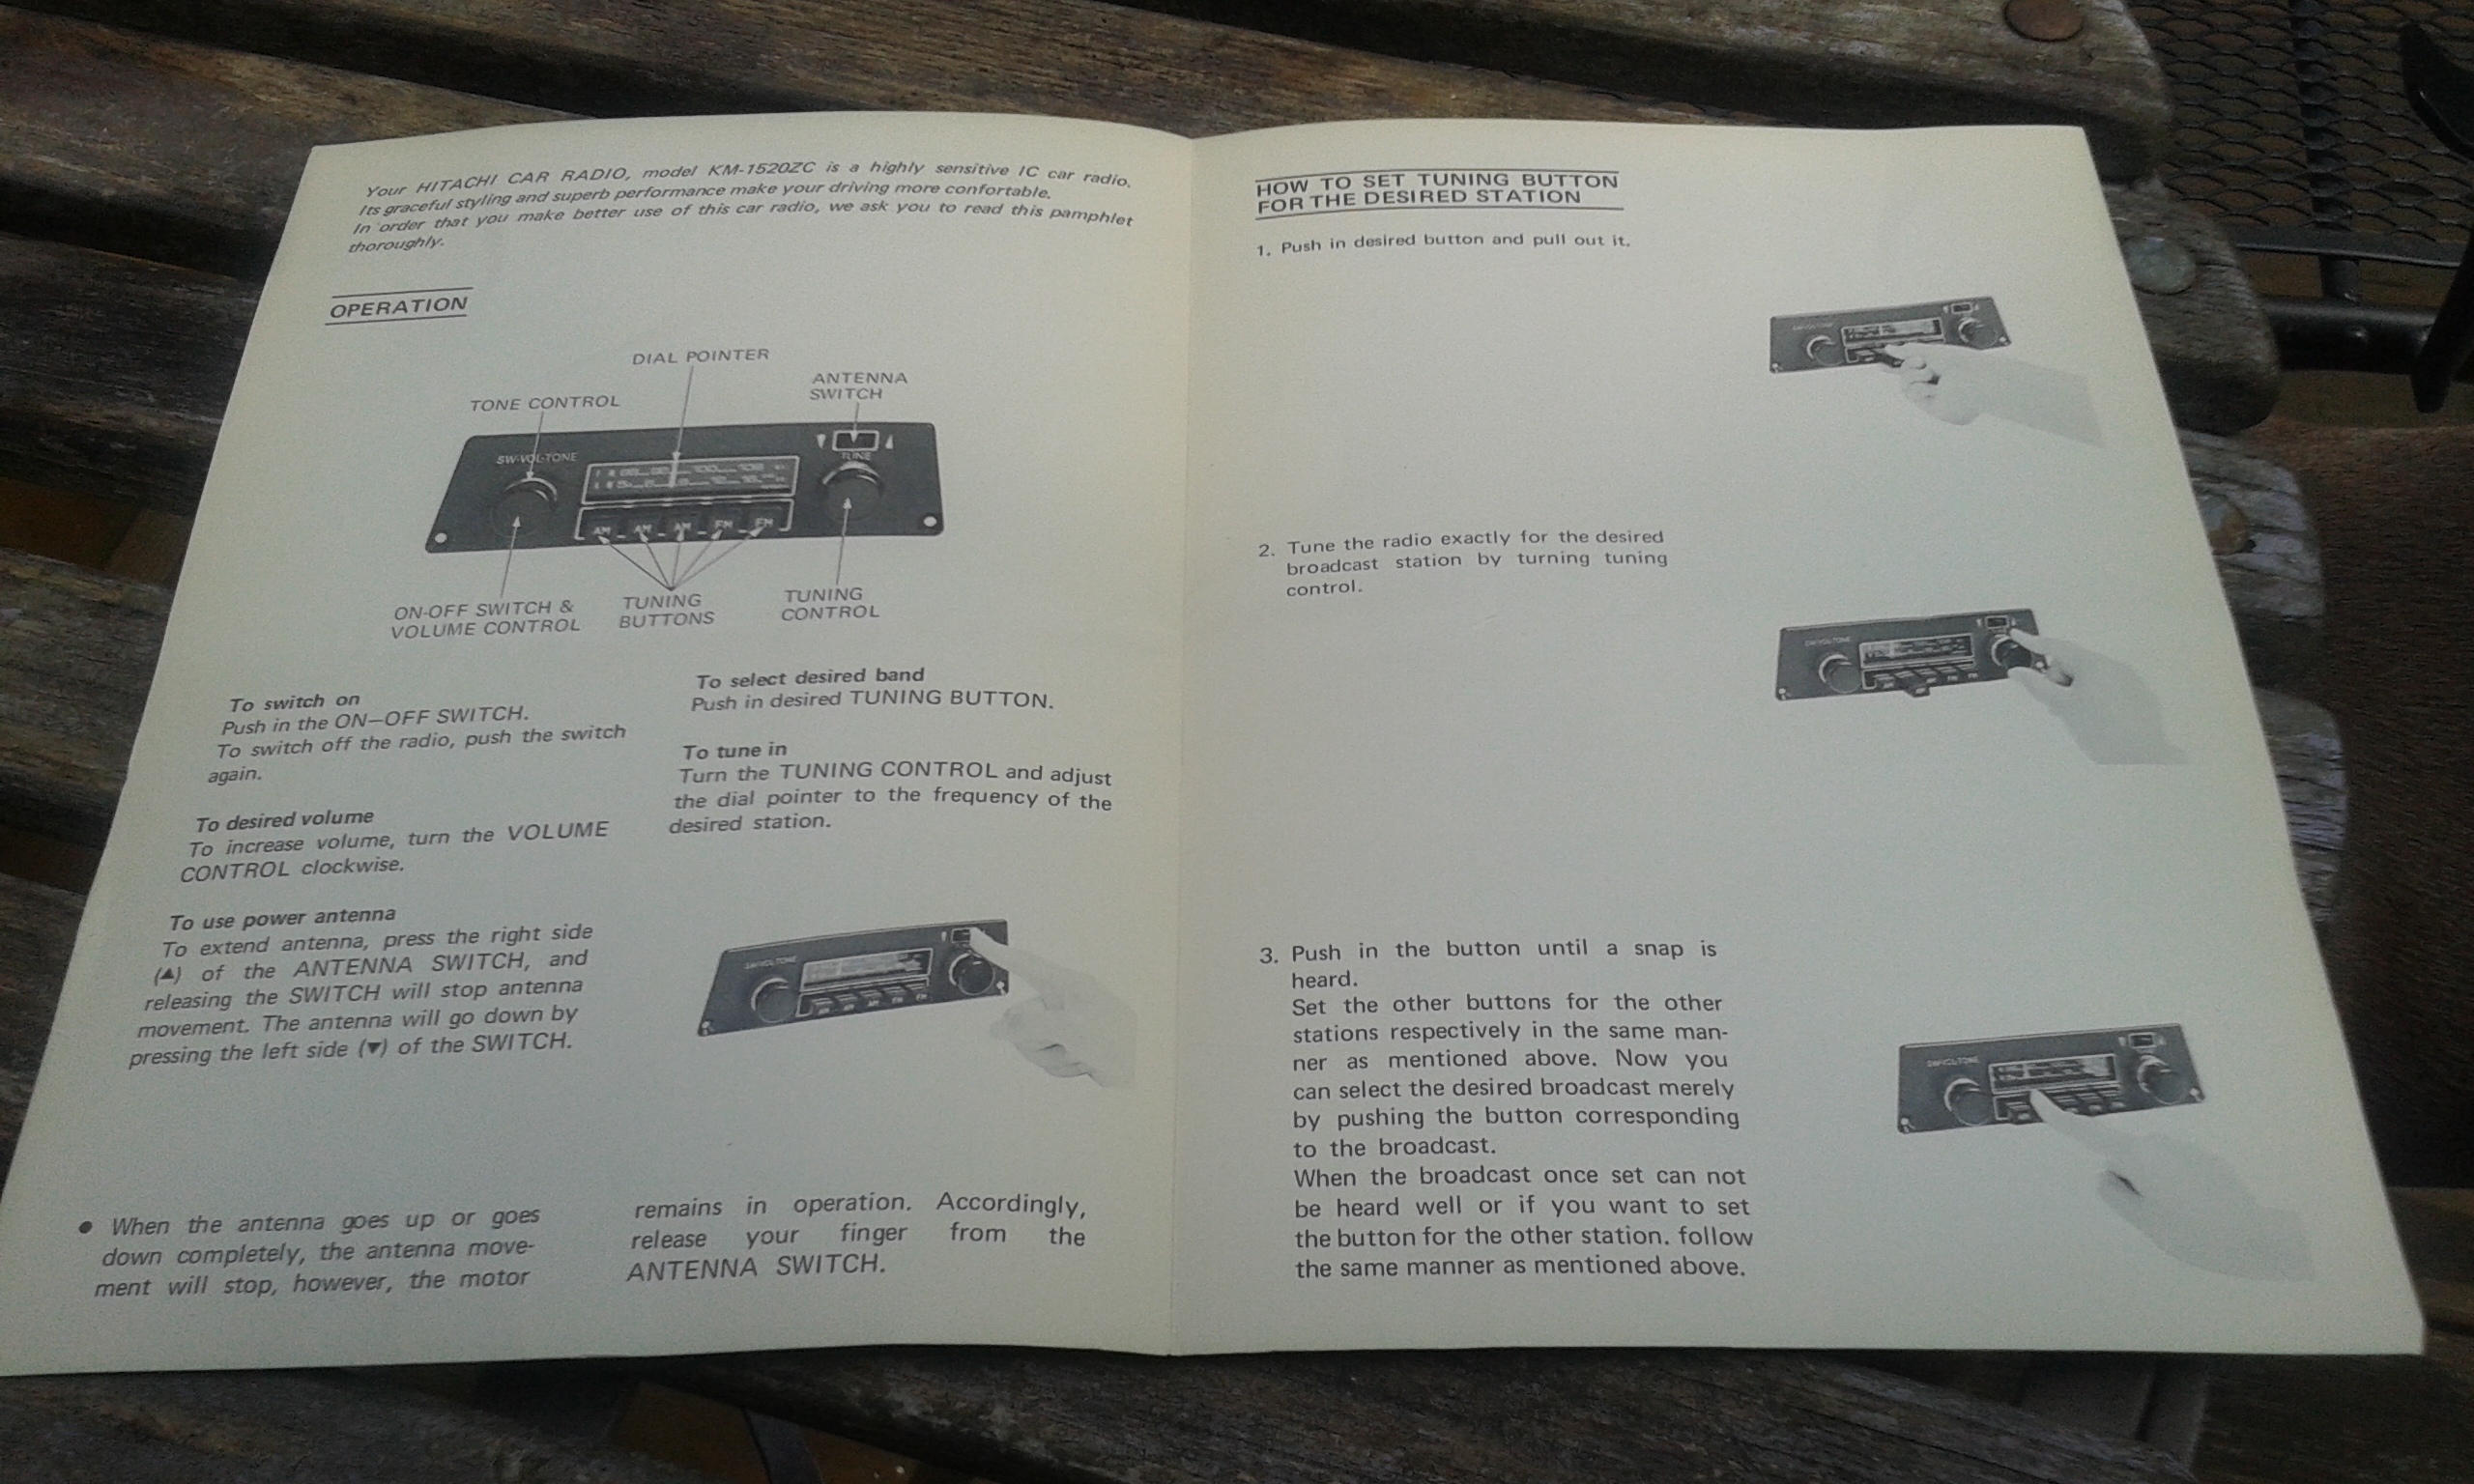 Your HITACHI CAR RADIO, model KM-1520ZC is a highly sensitive IC car radio.
Its graceful styling and superb performance make your driving more confortable.
In order that you make better use of this car radio, we ask you to read this pamphlet
thoroughly.
OPERATION
DIAL POINTER
ANTENNA
SWITCH
TONE CONTROL
SW-VOL-TONE
TUNE
AM AM AM FM FM
ON-OFF SWITCH &
VOLUME CONTROL
TUNING
BUTTONS
TUNING
CONTROL
To switch on
Push in the ON–OFF SWITCH.
To switch off the radio, push the switch
again.
To desired volume
To increase volume, turn the VOLUME
CONTROL clockwise.
To use power antenna
To extend antenna, press the right side
(▲) of the ANTENNA SWITCH, and
releasing the SWITCH will stop antenna
movement. The antenna will go down by
pressing the left side (▼) of the SWITCH.
To select desired band
Push in desired TUNING BUTTON.
To tune in
Turn the TUNING CONTROL and adjust
the dial pointer to the frequency of the
desired station.
SW-VOL-TONE
● When the antenna goes up or goes
down completely, the antenna move-
ment will stop, however, the motor
remains in operation. Accordingly,
release your finger from the
ANTENNA SWITCH.
HOW TO SET TUNING BUTTON
FOR THE DESIRED STATION
1. Push in desired button and pull out it.
2. Tune the radio exactly for the desired
broadcast station by turning tuning
control.
SW-VOL-TONE
3. Push in the button until a snap is
heard.
Set the other buttons for the other
stations respectively in the same man-
ner as mentioned above. Now you
can select the desired broadcast merely
by pushing the button corresponding
to the broadcast.
When the broadcast once set can not
be heard well or if you want to set
the button for the other station. follow
the same manner as mentioned above.
SW-VOL-TONE